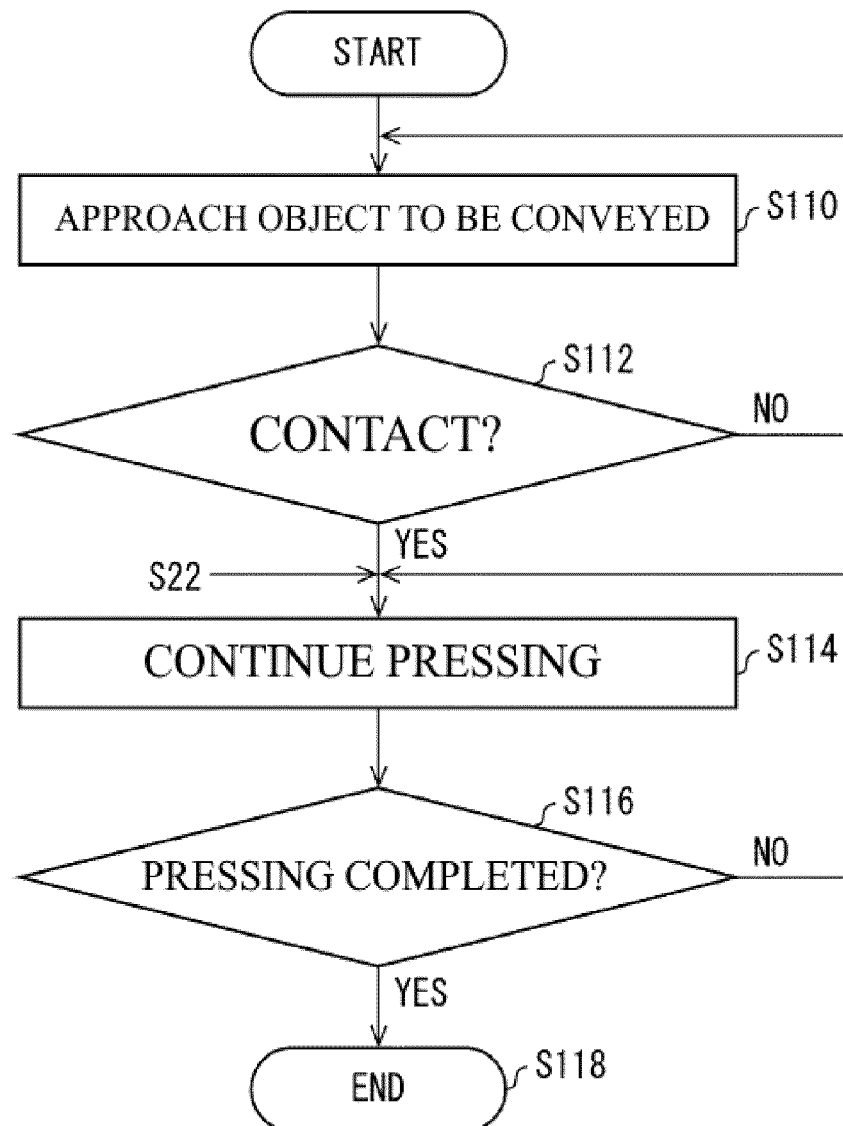 START
APPROACH OBJECT TO BE CONVEYED
S110
S112
CONTACT?
NO
YES
S22
CONTINUE PRESSING
S114
S116
PRESSING COMPLETED?
NO
YES
END
S118